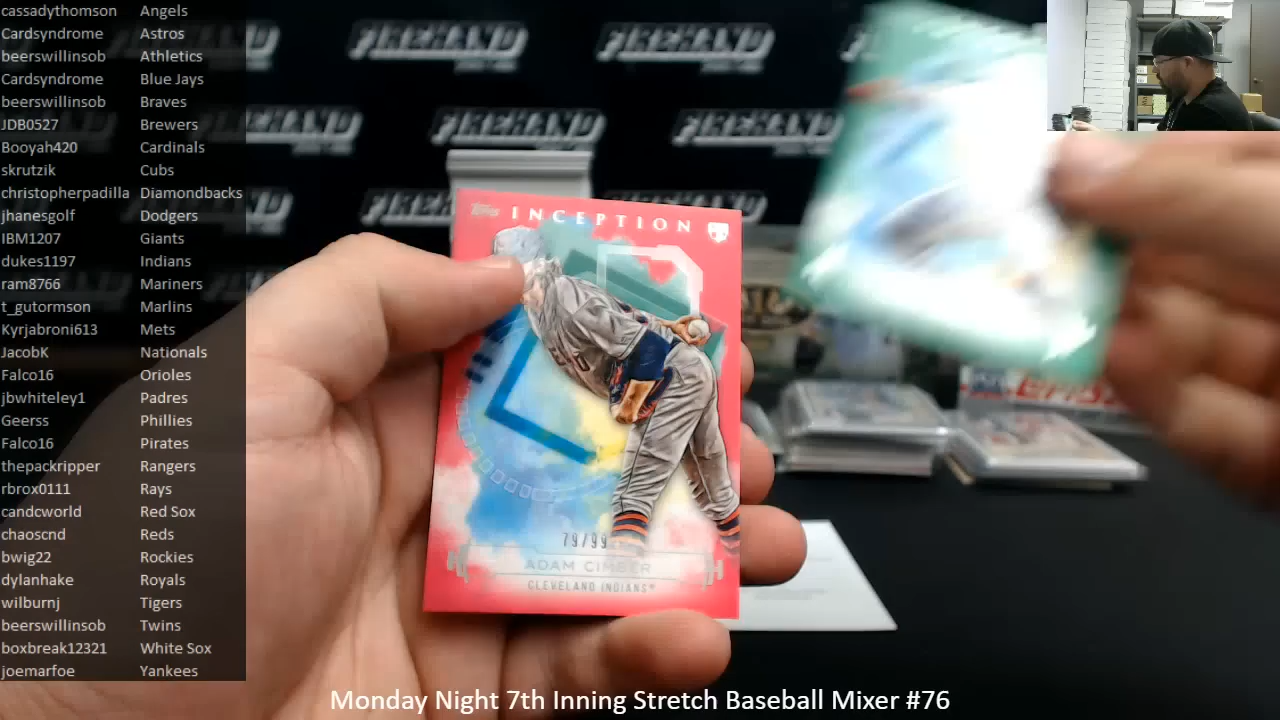 cassadythomson Angels
Cardsyndrome Astros
beerswillinsob Athletics
Cardsyndrome Blue Jays
beerswillinsob Braves
JDB0527 Brewers
Booyah420 Cardinals
skrutzik Cubs
christopherpadilla Diamondbacks
jhanesgolf Dodgers
IBM1207 Giants
dukes1197 Indians
ram8766 Mariners
t_gutormson Marlins
Kyrjabroni613 Mets
JacobK Nationals
Falco16 Orioles
jbwhiteley1 Padres
Geerss Phillies
Falco16 Pirates
thepackripper Rangers
rbrox0111 Rays
candcworld Red Sox
chaoscnd Reds
bwig22 Rockies
dylanhake Royals
wilburnj Tigers
beerswillinsob Twins
boxbreak12321 White Sox
joemarfoe Yankees
FIREHAND FIREHAND
FIREHAND FIREHAND
Topps INCEPTION
79/99
ADAM CIMBER
CLEVELAND INDIANS®
Monday Night 7th Inning Stretch Baseball Mixer #76